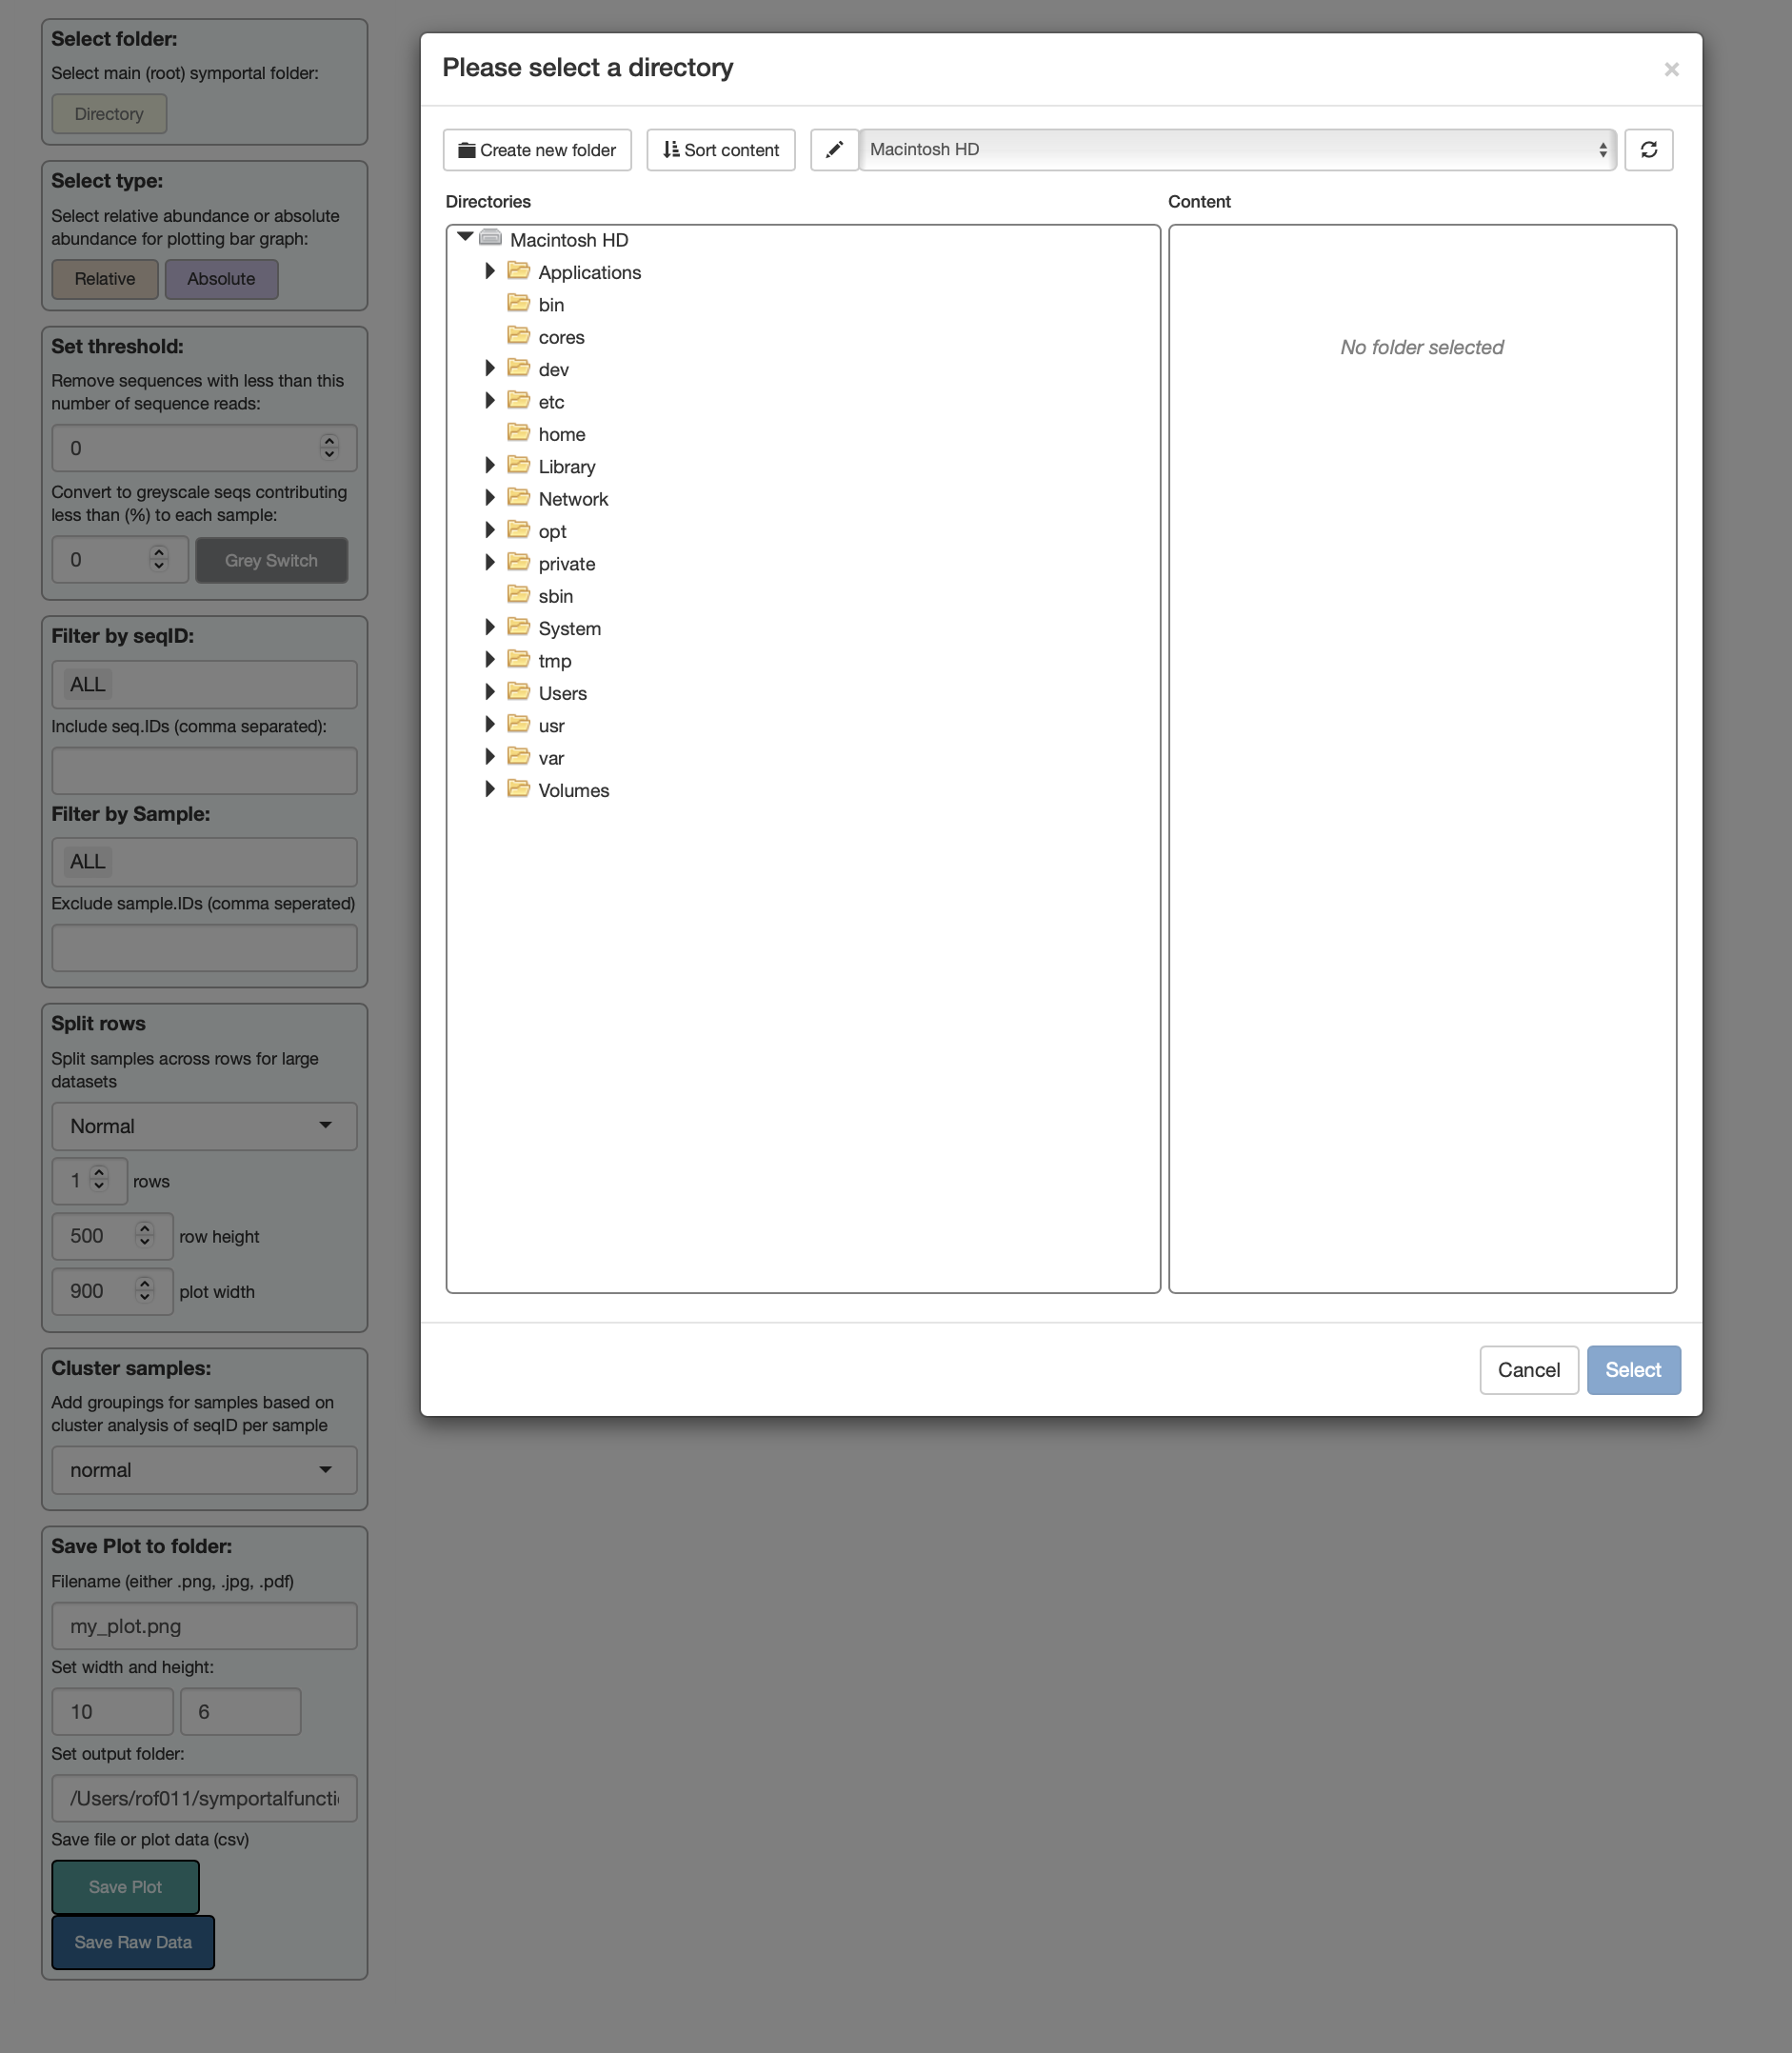 Select folder:
Select main (root) symportal folder:
Directory
Select type:
Select relative abundance or absolute
abundance for plotting bar graph:
Relative
Absolute
Set threshold:
Remove sequences with less than this
number of sequence reads:
0
Convert to greyscale seqs contributing
less than (%) to each sample:
0
Grey Switch
Filter by seqID:
ALL
Include seq.IDs (comma separated):
Filter by Sample:
ALL
Exclude sample.IDs (comma seperated)
Split rows
Split samples across rows for large
datasets
Normal
1
rows
500
row height
900
plot width
Cluster samples:
Add groupings for samples based on
cluster analysis of seqID per sample
normal
Save Plot to folder:
Filename (either .png, .jpg, .pdf)
my_plot.png
Set width and height:
10
6
Set output folder:
/Users/rof011/symportalfuncti
Save file or plot data (csv)
Save Plot
Save Raw Data
Please select a directory
×
Create new folder
Sort content
Macintosh HD
Directories
Macintosh HD
Applications
bin
cores
dev
etc
home
Library
Network
opt
private
sbin
System
tmp
Users
usr
var
Volumes
Content
No folder selected
Cancel
Select